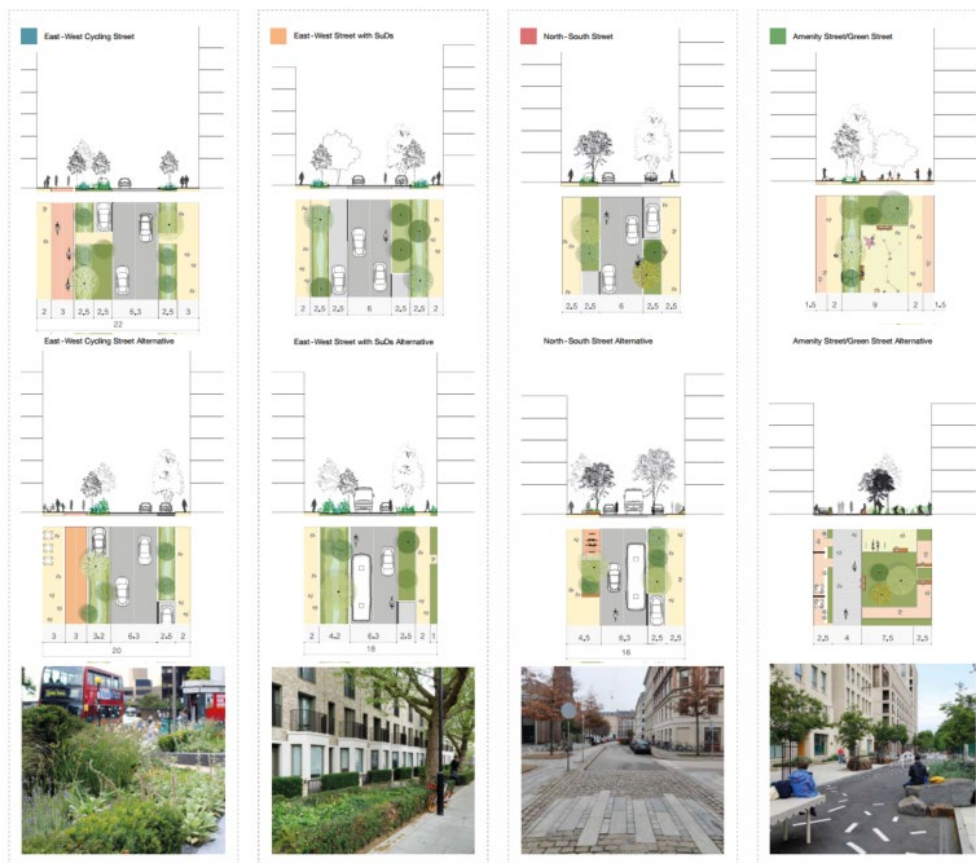 East-West Cycling Street
East-West Street with SuDs
North-South Street
Amenity Street/Green Street
2 3 2.5 2.5 6.3 2.5 3
22
2 2.5 2.5 6 2.5 2.5 2
2.5 2.5 6 2.5 2.5
1.5 2 9 2 1.5
East-West Cycling Street Alternative
East-West Street with SuDs Alternative
North-South Street Alternative
Amenity Street/Green Street Alternative
3 3 3.2 6.3 2.5 2
20
2 4.2 6.3 2.5 2 1
18
4.5 6.3 2.5 2.5
16
2.5 4 7.5 2.5